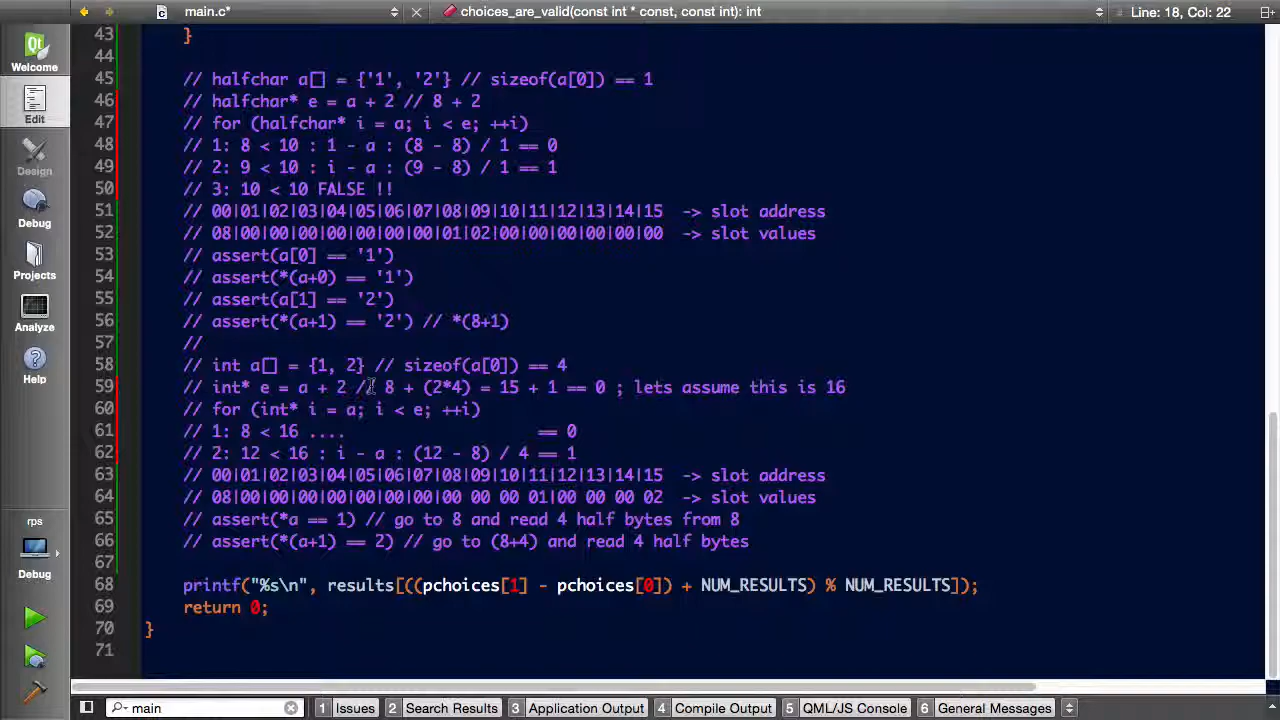 main.c*
choices_are_valid(const int * const, const int): int
Line: 18, Col: 22
Qt
Welcome
Edit
Design
Debug
Projects
Analyze
Help
rps
Debug
43 }
44
45 // halfchar a[] = {'1', '2'} // sizeof(a[0]) == 1
46 // halfchar* e = a + 2 // 8 + 2
47 // for (halfchar* i = a; i < e; ++i)
48 // 1: 8 < 10 : 1 - a : (8 - 8) / 1 == 0
49 // 2: 9 < 10 : i - a : (9 - 8) / 1 == 1
50 // 3: 10 < 10 FALSE !!
51 // 00|01|02|03|04|05|06|07|08|09|10|11|12|13|14|15 -> slot address
52 // 08|00|00|00|00|00|00|00|01|02|00|00|00|00|00|00 -> slot values
53 // assert(a[0] == '1')
54 // assert(*(a+0) == '1')
55 // assert(a[1] == '2')
56 // assert(*(a+1) == '2') // *(8+1)
57 //
58 // int a[] = {1, 2} // sizeof(a[0]) == 4
59 // int* e = a + 2 // 8 + (2*4) = 15 + 1 == 0 ; lets assume this is 16
60 // for (int* i = a; i < e; ++i)
61 // 1: 8 < 16 .... == 0
62 // 2: 12 < 16 : i - a : (12 - 8) / 4 == 1
63 // 00|01|02|03|04|05|06|07|08|09|10|11|12|13|14|15 -> slot address
64 // 08|00|00|00|00|00|00|00|00 00 00 01|00 00 00 02 -> slot values
65 // assert(*a == 1) // go to 8 and read 4 half bytes from 8
66 // assert(*(a+1) == 2) // go to (8+4) and read 4 half bytes
67
68 printf("%s\n", results[((pchoices[1] - pchoices[0]) + NUM_RESULTS) % NUM_RESULTS]);
69 return 0;
70 }
71
main
1 Issues
2 Search Results
3 Application Output
4 Compile Output
5 QML/JS Console
6 General Messages